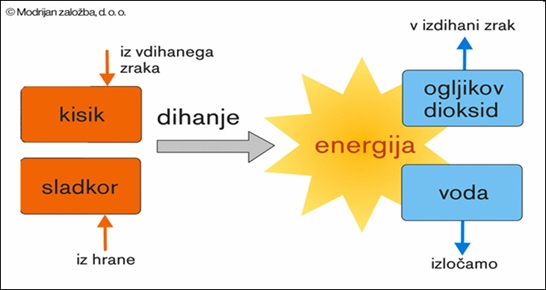 © Modrijan založba, d. o. o.
iz vdihanega
zraka
kisik
sladkor
iz hrane
dihanje
energija
v izdihani zrak
ogljikov
dioksid
voda
izločamo